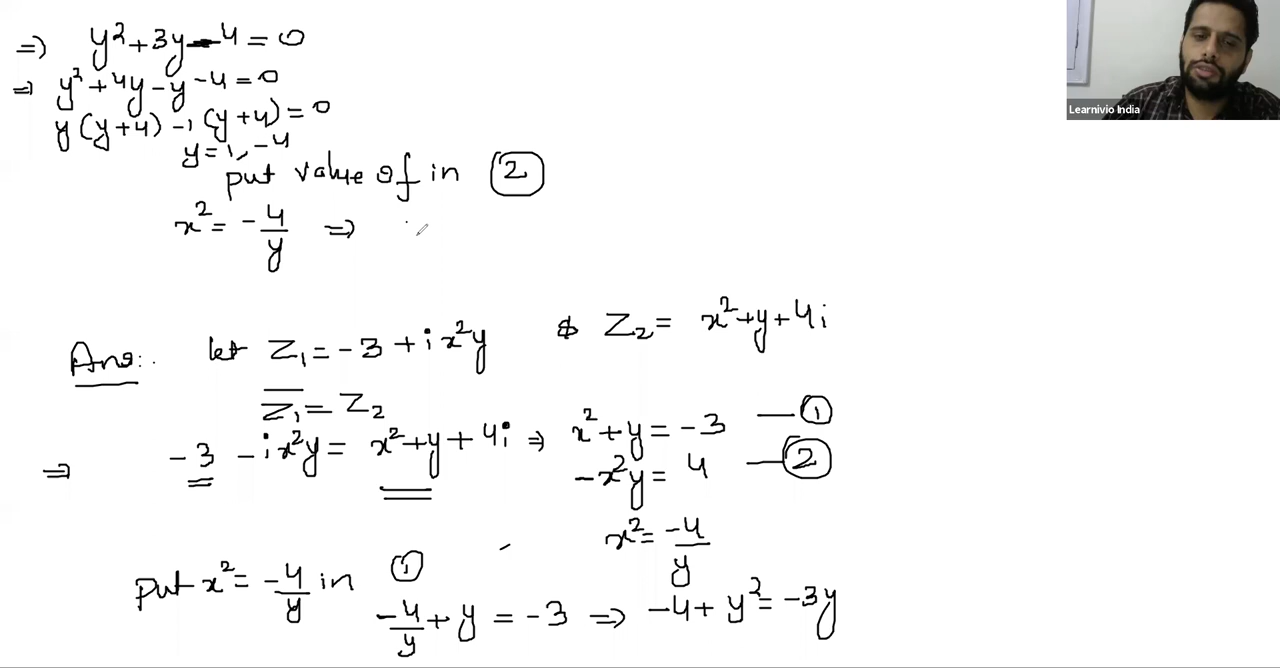 ⇒ y²+3y-4=0
⇒ y²+4y-y-4=0
y(y+4)-1(y+4)=0
y=1,-4
put value of in ②
x² = -4/y ⇒
Learnivio India
Ans:. let Z₁=-3+ix²y & Z₂= x²+y+4i
Z̅₁=Z₂
⇒ -3-ix²y= x²+y+4i ⇒ x²+y=-3 —①
-x²y= 4 —②
x²=-4/y
Put x²=-4/y in ①
-4/y+y=-3 ⇒ -4+y²=-3y